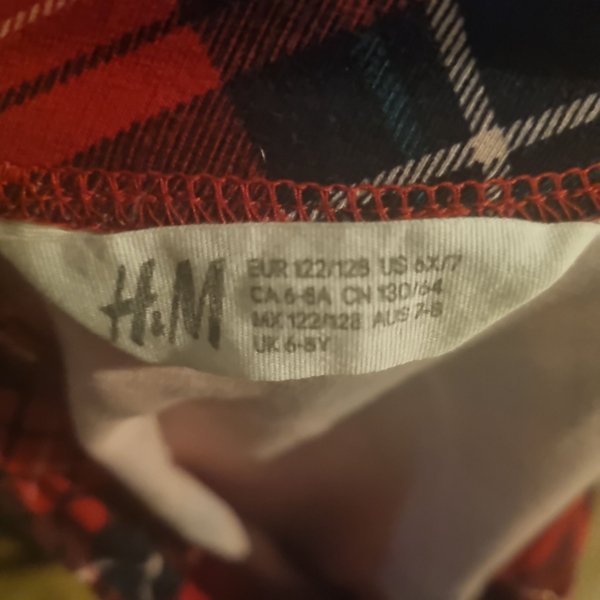 H&M
EUR 122/128 US 6X/7
CA 6-8A CN 130/64
MX 122/128 AUS 7-8
UK 6-8Y